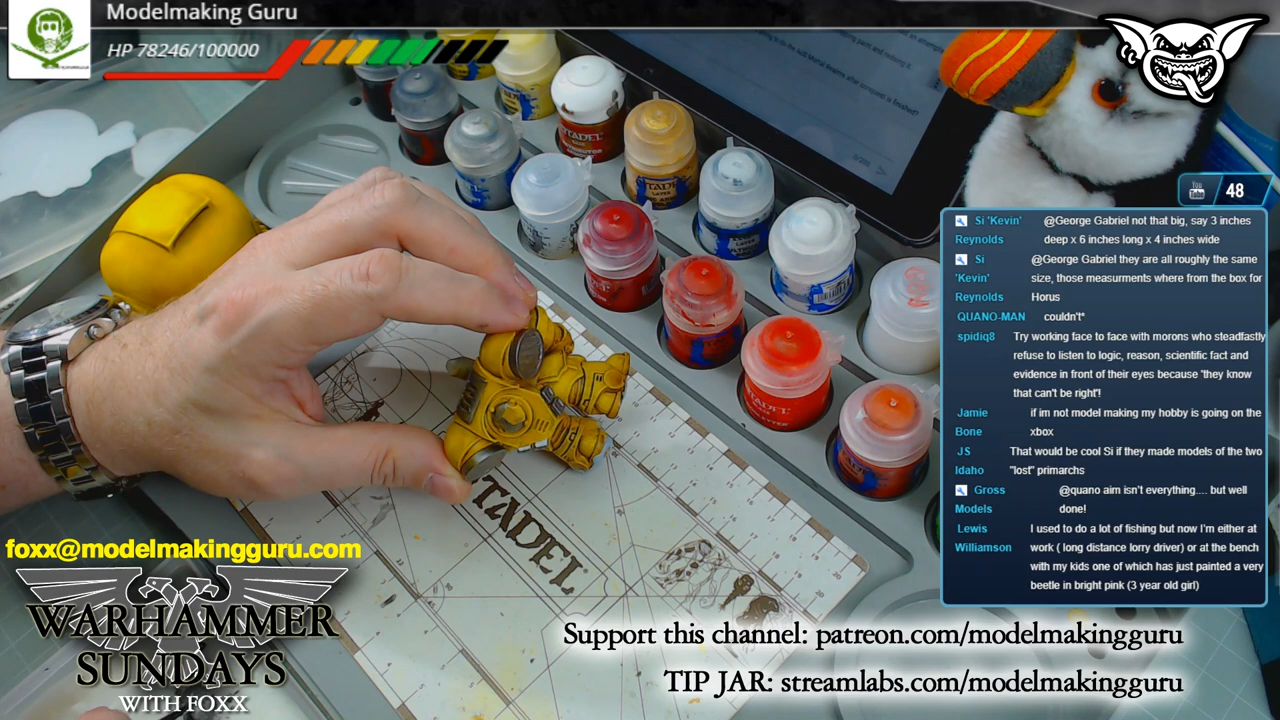 Modelmaking Guru
HP 78246/100000
You
Tube
48
Si 'Kevin' @George Gabriel not that big, say 3 inches
Reynolds deep x 6 inches long x 4 inches wide
Si @George Gabriel they are all roughly the same
'Kevin' size, those measurments where from the box for
Reynolds Horus
QUANO-MAN couldn't*
spidiq8 Try working face to face with morons who steadfastly
refuse to listen to logic, reason, scientific fact and
evidence in front of their eyes because 'they know
that can't be right'!
Jamie if im not model making my hobby is going on the
Bone xbox
JS That would be cool Si if they made models of the two
Idaho "lost" primarchs
Gross @quano aim isn't everything.... but well
Models done!
Lewis I used to do a lot of fishing but now I'm either at
Williamson work ( long distance lorry driver) or at the bench
with my kids one of which has just painted a very
beetle in bright pink (3 year old girl)
CITADEL
foxx@modelmakingguru.com
WARHAMMER
SUNDAYS
WITH FOXX
Support this channel: patreon.com/modelmakingguru
TIP JAR: streamlabs.com/modelmakingguru